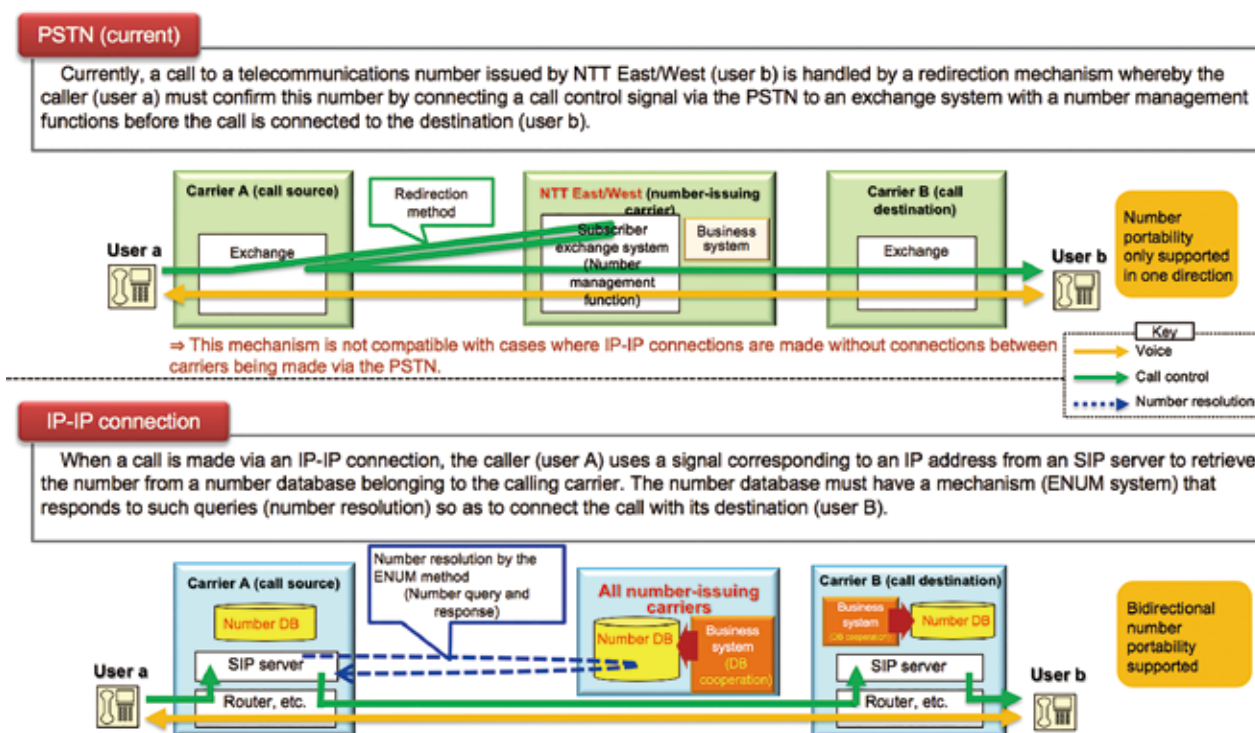 PSTN (current)
Currently, a call to a telecommunications number issued by NTT East/West (user b) is handled by a redirection mechanism whereby the
caller (user a) must confirm this number by connecting a call control signal via the PSTN to an exchange system with a number management
functions before the call is connected to the destination (user b).
Carrier A (call source)
Redirection
method
NTT East/West (number-issuing
carrier)
Carrier B (call
destination)
Number
portability
only supported
in one direction
User a
Exchange
Subscriber
exchange system
(Number
management
function)
Business
system
Exchange
User b
⇒ This mechanism is not compatible with cases where IP-IP connections are made without connections between
carriers being made via the PSTN.
Key
Voice
Call control
Number resolution
IP-IP connection
When a call is made via an IP-IP connection, the caller (user A) uses a signal corresponding to an IP address from an SIP server to retrieve
the number from a number database belonging to the calling carrier. The number database must have a mechanism (ENUM system) that
responds to such queries (number resolution) so as to connect the call with its destination (user B).
Carrier A (call source)
Number DB
SIP server
Router, etc.
User a
Number resolution by the
ENUM method
(Number query and
response)
All number-issuing
carriers
Number DB
Business
system
(DB
cooperation)
Carrier B (call destination)
Business
system
(DB cooperation)
Number DB
SIP server
Router, etc.
User b
Bidirectional
number
portability
supported